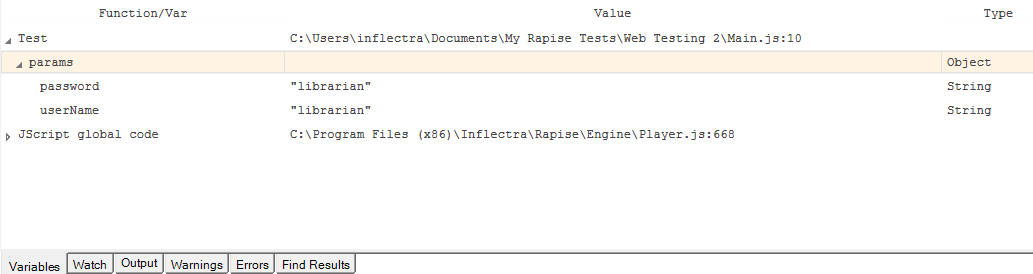 Function/Var Value Type
Test C:\Users\inflectra\Documents\My Rapise Tests\Web Testing 2\Main.js:10
params Object
password "librarian" String
userName "librarian" String
JScript global code C:\Program Files (x86)\Inflectra\Rapise\Engine\Player.js:668
Variables Watch Output Warnings Errors Find Results